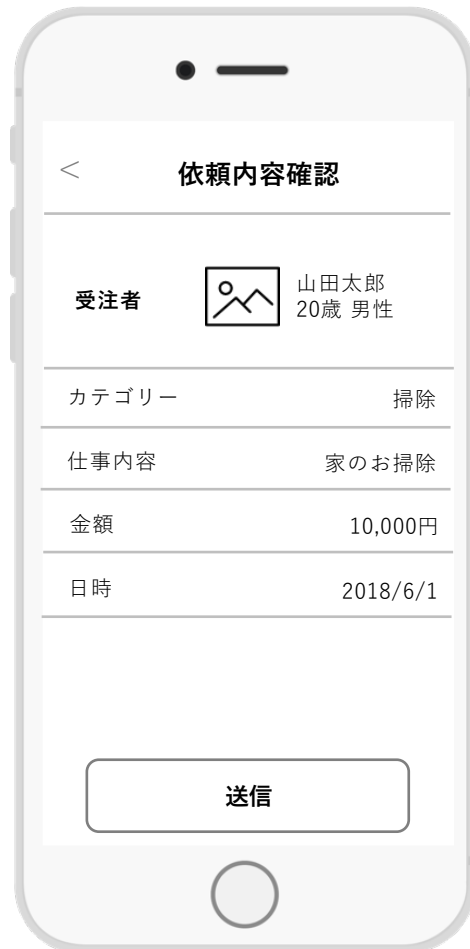 < 依頼内容確認
受注者
山田太郎
20歳 男性
カテゴリー 掃除
仕事内容 家のお掃除
金額 10,000円
日時 2018/6/1
送信